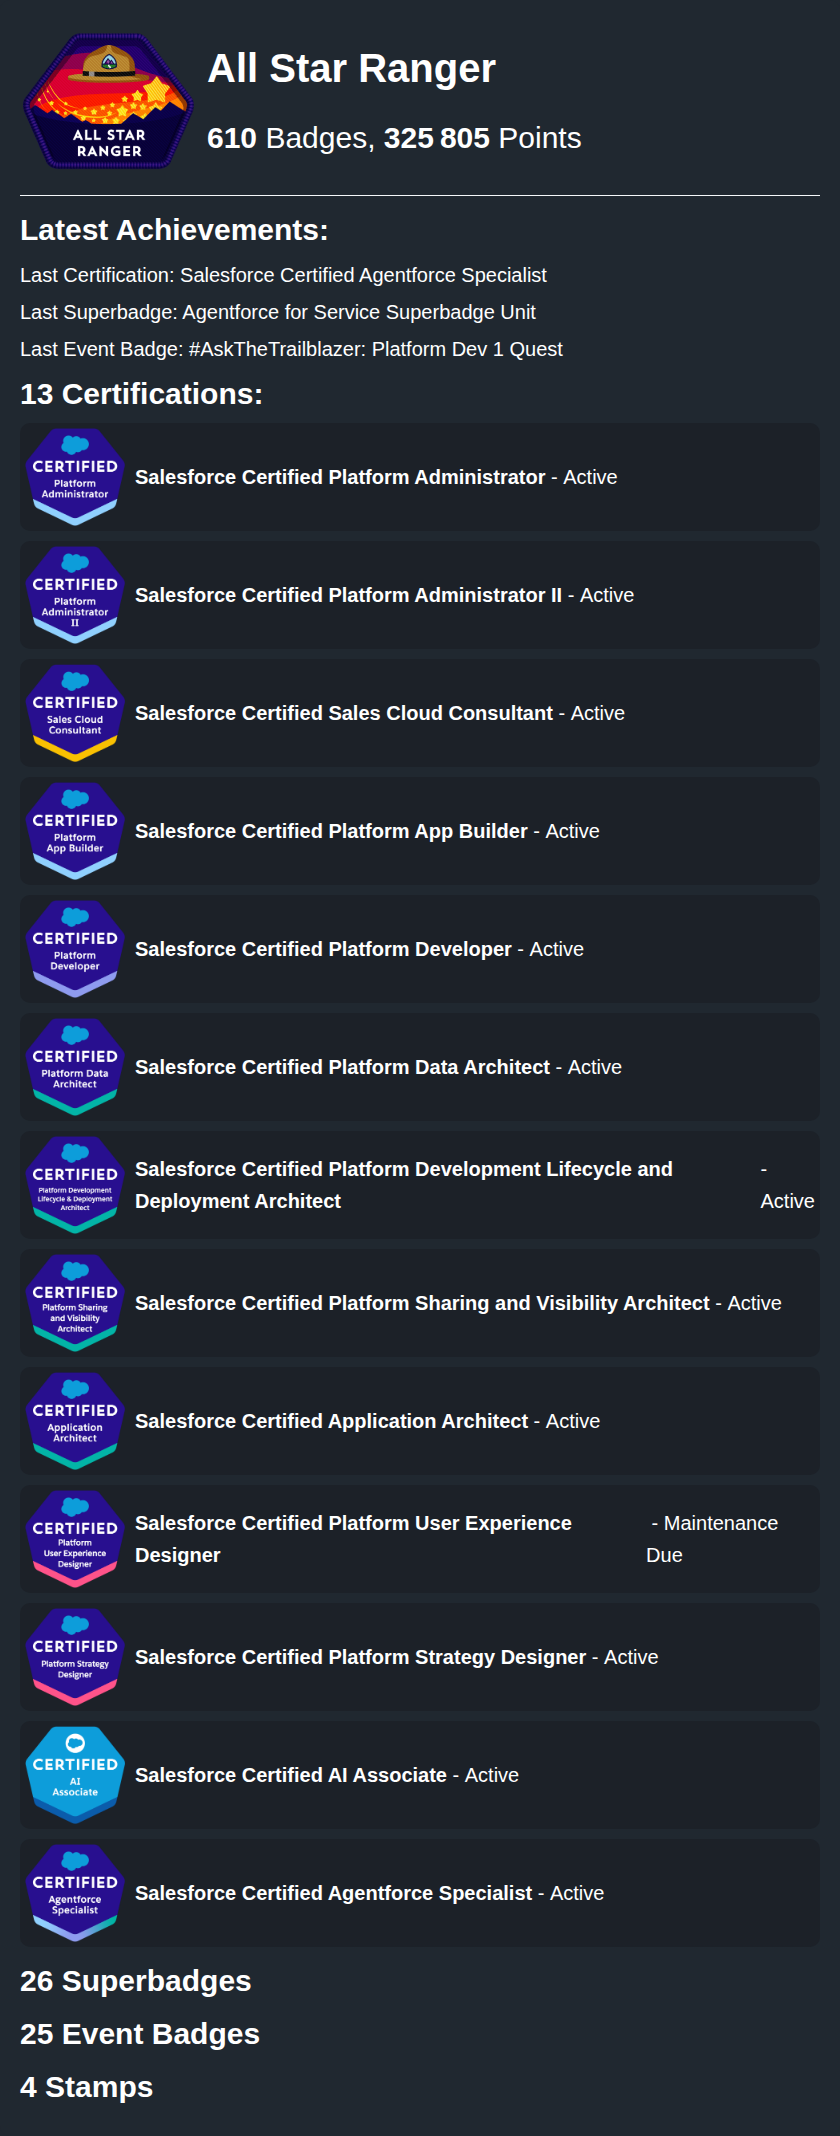 ALL STAR
RANGER
All Star Ranger
610 Badges, 325 805 Points
Latest Achievements:
Last Certification: Salesforce Certified Agentforce Specialist
Last Superbadge: Agentforce for Service Superbadge Unit
Last Event Badge: #AskTheTrailblazer: Platform Dev 1 Quest
13 Certifications:
CERTIFIED
Platform
Administrator
Salesforce Certified Platform Administrator - Active
CERTIFIED
Platform
Administrator
II
Salesforce Certified Platform Administrator II - Active
CERTIFIED
Sales Cloud
Consultant
Salesforce Certified Sales Cloud Consultant - Active
CERTIFIED
Platform
App Builder
Salesforce Certified Platform App Builder - Active
CERTIFIED
Platform
Developer
Salesforce Certified Platform Developer - Active
CERTIFIED
Platform Data
Architect
Salesforce Certified Platform Data Architect - Active
CERTIFIED
Platform Development
Lifecycle & Deployment
Architect
Salesforce Certified Platform Development Lifecycle and -
Deployment Architect Active
CERTIFIED
Platform Sharing
and Visibility
Architect
Salesforce Certified Platform Sharing and Visibility Architect - Active
CERTIFIED
Application
Architect
Salesforce Certified Application Architect - Active
CERTIFIED
Platform
User Experience
Designer
Salesforce Certified Platform User Experience - Maintenance
Designer Due
CERTIFIED
Platform Strategy
Designer
Salesforce Certified Platform Strategy Designer - Active
CERTIFIED
AI
Associate
Salesforce Certified AI Associate - Active
CERTIFIED
Agentforce
Specialist
Salesforce Certified Agentforce Specialist - Active
26 Superbadges
25 Event Badges
4 Stamps